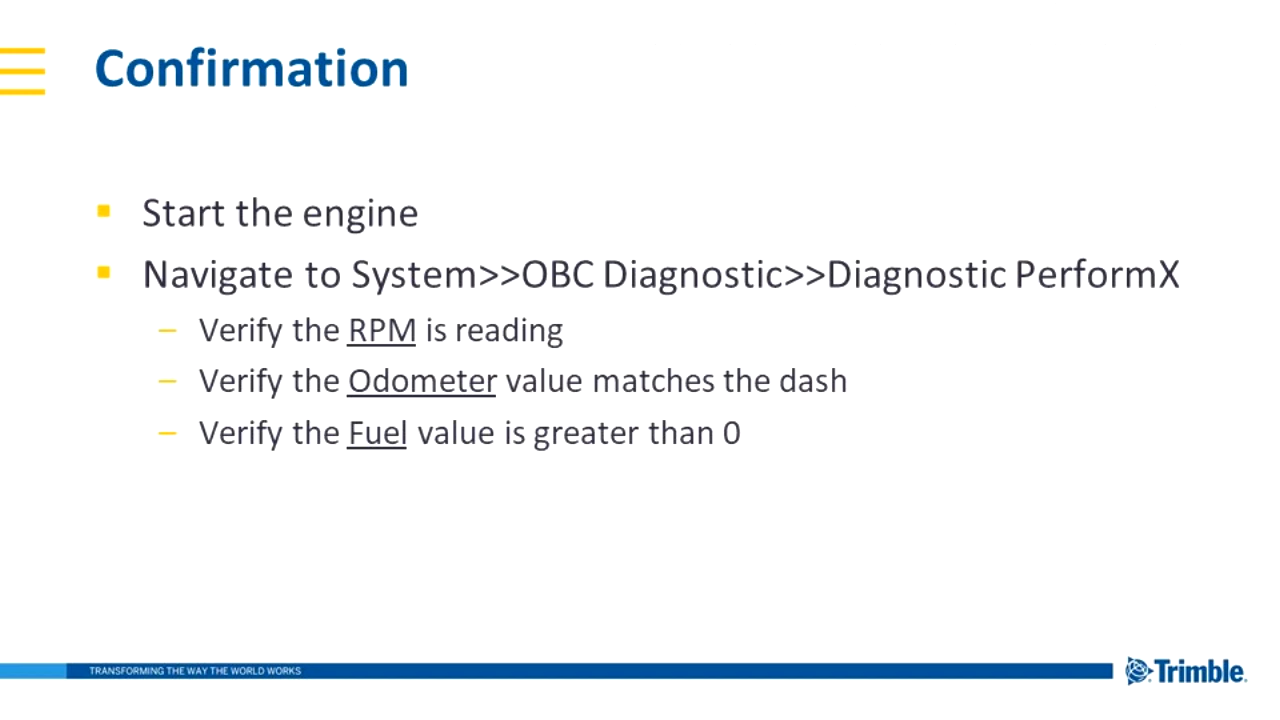 Confirmation
Start the engine
Navigate to System>>OBC Diagnostic>>Diagnostic PerformX
– Verify the RPM is reading
– Verify the Odometer value matches the dash
– Verify the Fuel value is greater than 0
TRANSFORMING THE WAY THE WORLD WORKS
Trimble.